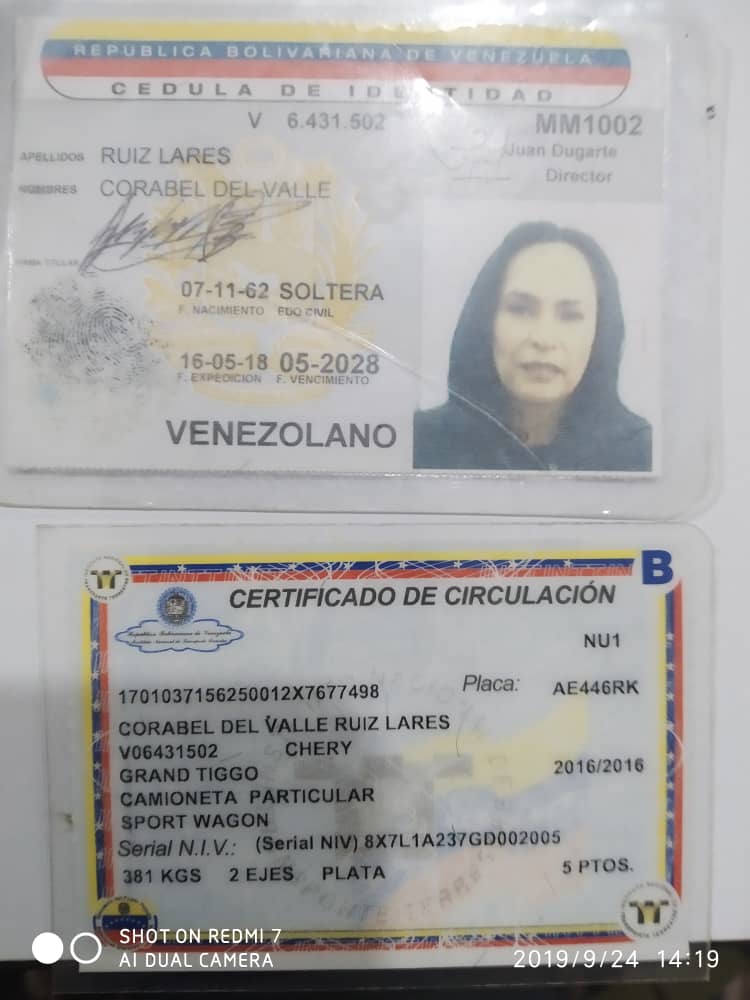 REPUBLICA BOLIVARIANA DE VENEZUELA
CEDULA DE IDENTIDAD
V 6.431.502
MM1002
Juan Dugarte
Director
APELLIDOS RUIZ LARES
NOMBRES CORABEL DEL VALLE
FIRMA TITULAR
07-11-62 SOLTERA
F. NACIMIENTO EDO CIVIL
16-05-18 05-2028
F. EXPEDICION F. VENCIMIENTO
VENEZOLANO
B
CERTIFICADO DE CIRCULACIÓN
República Bolivariana de Venezuela
NU1
1701037156250012X7677498 Placa: AE446RK
CORABEL DEL VALLE RUIZ LARES
V06431502 CHERY
GRAND TIGGO 2016/2016
CAMIONETA PARTICULAR
SPORT WAGON
Serial N.I.V.: (Serial NIV) 8X7L1A237GD002005
381 KGS 2 EJES PLATA 5 PTOS.
SHOT ON REDMI 7
AI DUAL CAMERA
2019/9/24 14:19